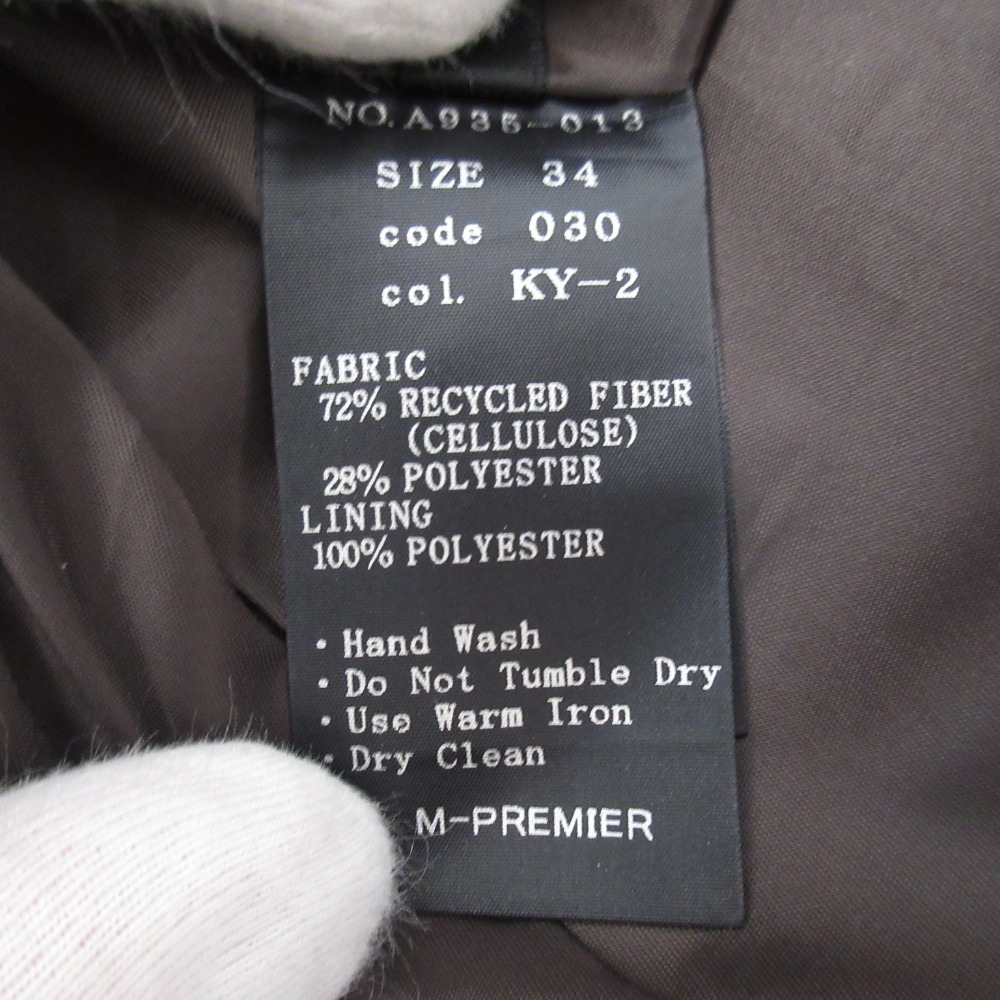 NO.A935-013
SIZE 34
code 030
col. KY-2
FABRIC
72% RECYCLED FIBER
(CELLULOSE)
28% POLYESTER
LINING
100% POLYESTER
・Hand Wash
・Do Not Tumble Dry
・Use Warm Iron
・Dry Clean
M-PREMIER